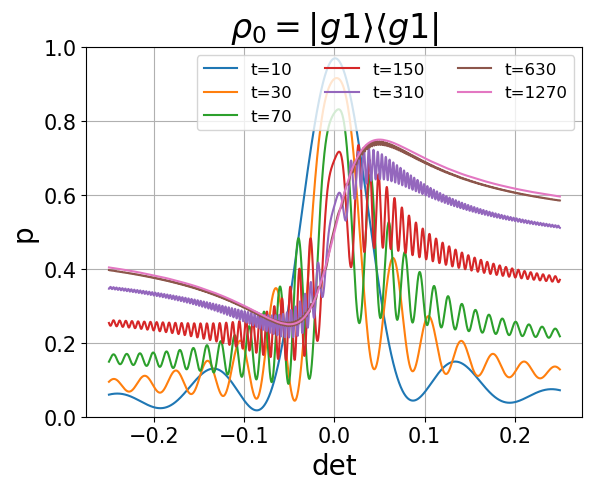 ρ₀ = |g1⟩⟨g1|
t=10 t=150 t=630
t=30 t=310 t=1270
t=70
1.0
0.8
0.6
0.4
0.2
0.0
p
−0.2 −0.1 0.0 0.1 0.2
det